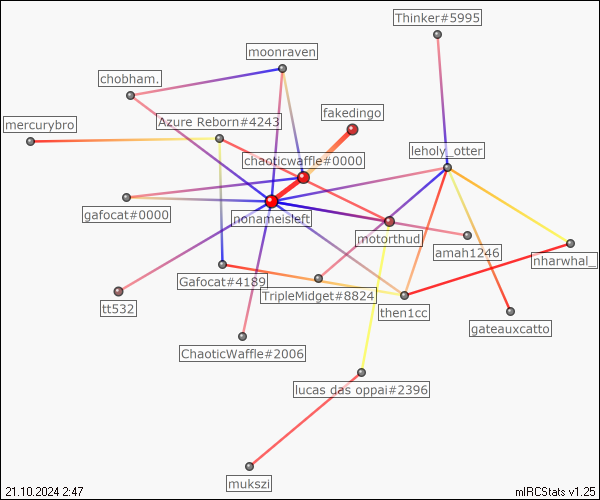 Thinker#5995
moonraven
chobham.
fakedingo
mercurybro
Azure Reborn#4243
leholy_otter
chaoticwaffle#0000
gafocat#0000
nonameisleft
motorthud
amah1246
nharwhal_
Gafocat#4189
TripleMidget#8824
tt532
then1cc
gateauxcatto
ChaoticWaffle#2006
lucas das oppai#2396
mukszi
21.10.2024 2:47
mIRCStats v1.25